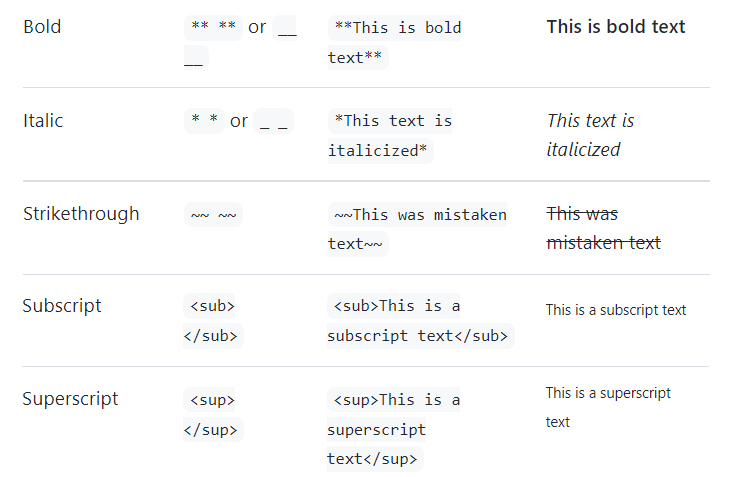 Bold ** ** or __ **This is bold This is bold text
__ text**
Italic * * or _ _ *This text is This text is
italicized* italicized
Strikethrough ~~ ~~ ~~This was mistaken This was
text~~ mistaken text
Subscript <sub> <sub>This is a This is a subscript text
</sub> subscript text</sub>
Superscript <sup> <sup>This is a This is a superscript
</sup> superscript text
text</sup>